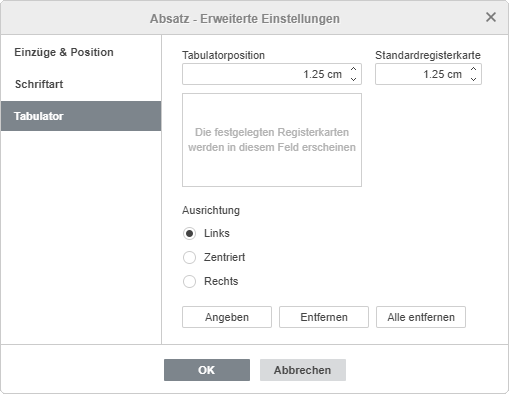 Absatz - Erweiterte Einstellungen
Einzüge & Position
Schriftart
Tabulator
Tabulatorposition
1.25 cm
Standardregisterkarte
1.25 cm
Die festgelegten Registerkarten
werden in diesem Feld erscheinen
Ausrichtung
Links
Zentriert
Rechts
Angeben
Entfernen
Alle entfernen
OK
Abbrechen